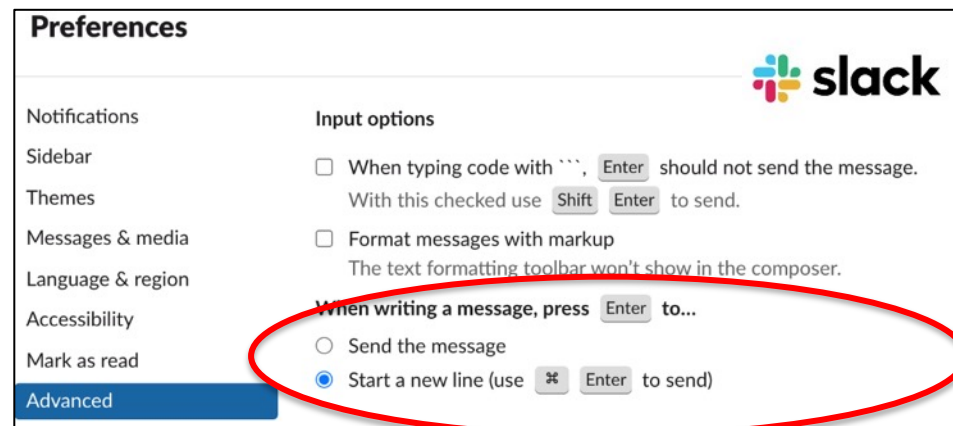 Preferences
slack
Notifications
Sidebar
Themes
Messages & media
Language & region
Accessibility
Mark as read
Advanced
Input options
When typing code with ```, Enter should not send the message.
With this checked use Shift Enter to send.
Format messages with markup
The text formatting toolbar won't show in the composer.
When writing a message, press Enter to...
Send the message
Start a new line (use ⌘ Enter to send)